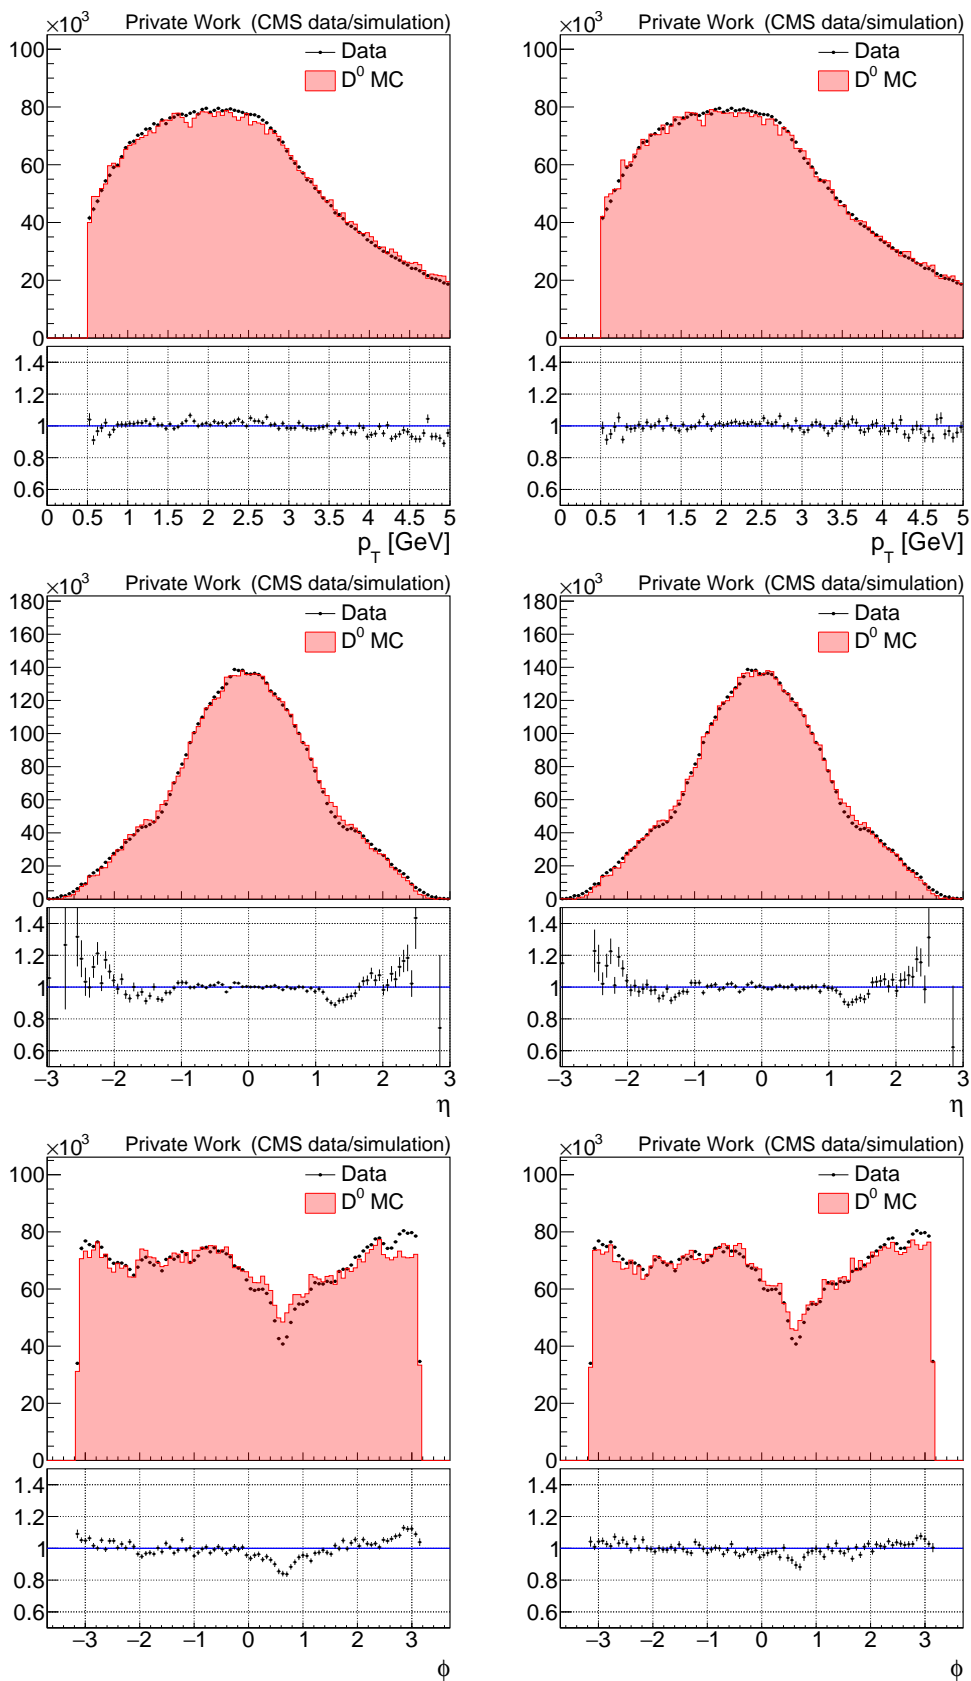 ×10³ Private Work (CMS data/simulation)
100
80
60
40
20
0
Data
D⁰ MC
1.4
1.2
1
0.8
0.6
0 0.5 1 1.5 2 2.5 3 3.5 4 4.5 5
p_T [GeV]
×10³ Private Work (CMS data/simulation)
100
80
60
40
20
0
Data
D⁰ MC
1.4
1.2
1
0.8
0.6
0 0.5 1 1.5 2 2.5 3 3.5 4 4.5 5
p_T [GeV]
×10³ Private Work (CMS data/simulation)
180
160
140
120
100
80
60
40
20
0
Data
D⁰ MC
1.4
1.2
1
0.8
0.6
−3 −2 −1 0 1 2 3
η
×10³ Private Work (CMS data/simulation)
180
160
140
120
100
80
60
40
20
0
Data
D⁰ MC
1.4
1.2
1
0.8
0.6
−3 −2 −1 0 1 2 3
η
×10³ Private Work (CMS data/simulation)
100
80
60
40
20
0
Data
D⁰ MC
1.4
1.2
1
0.8
0.6
−3 −2 −1 0 1 2 3
ϕ
×10³ Private Work (CMS data/simulation)
100
80
60
40
20
0
Data
D⁰ MC
1.4
1.2
1
0.8
0.6
−3 −2 −1 0 1 2 3
ϕ